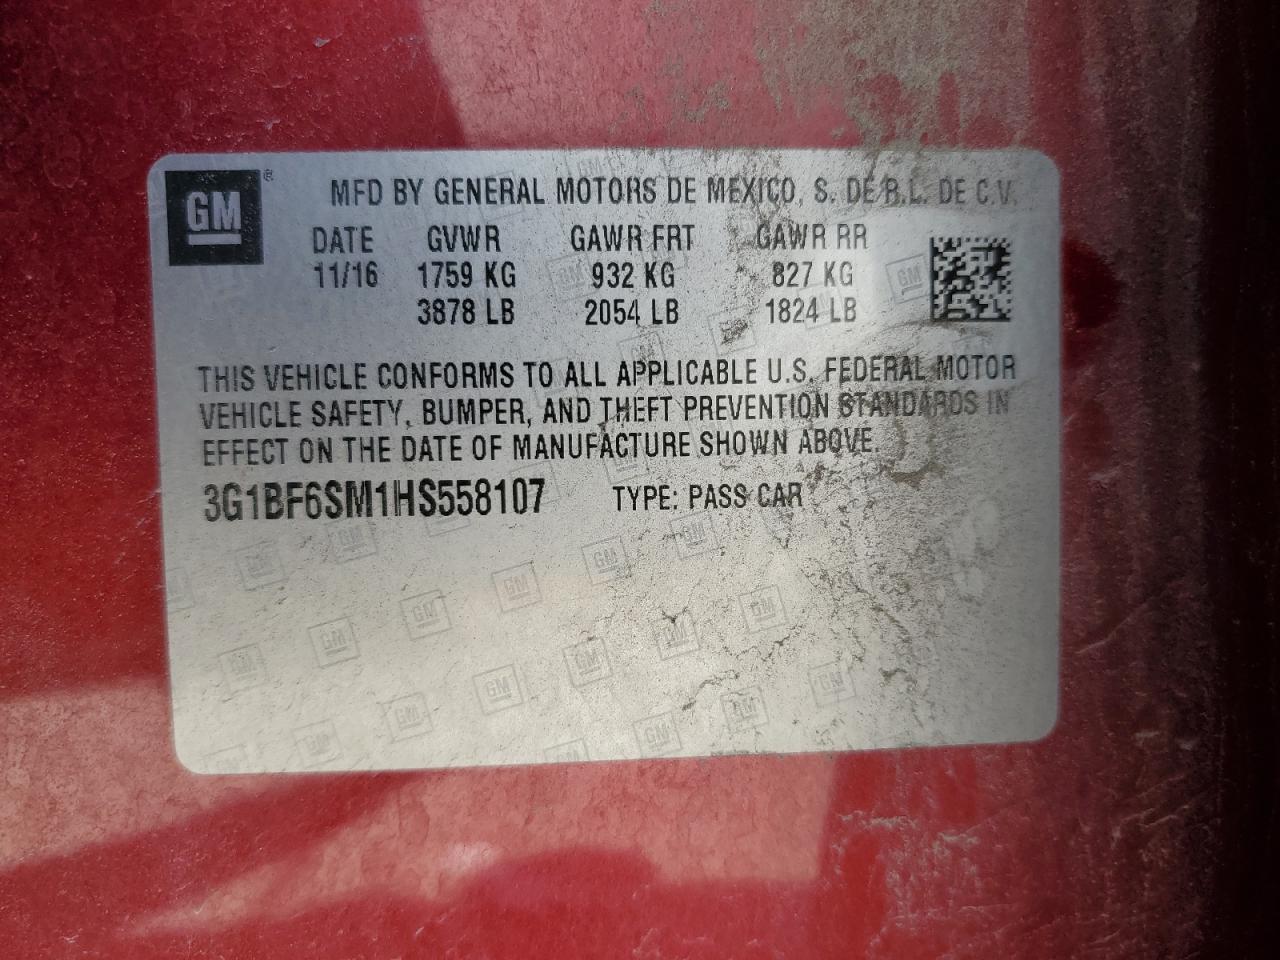 GM®
MFD BY GENERAL MOTORS DE MEXICO, S. DE R.L. DE C.V.
DATE GVWR GAWR FRT GAWR RR
11/16 1759 KG 932 KG 827 KG
3878 LB 2054 LB 1824 LB
THIS VEHICLE CONFORMS TO ALL APPLICABLE U.S. FEDERAL MOTOR
VEHICLE SAFETY, BUMPER, AND THEFT PREVENTION STANDARDS IN
EFFECT ON THE DATE OF MANUFACTURE SHOWN ABOVE.
3G1BF6SM1HS558107 TYPE: PASS CAR